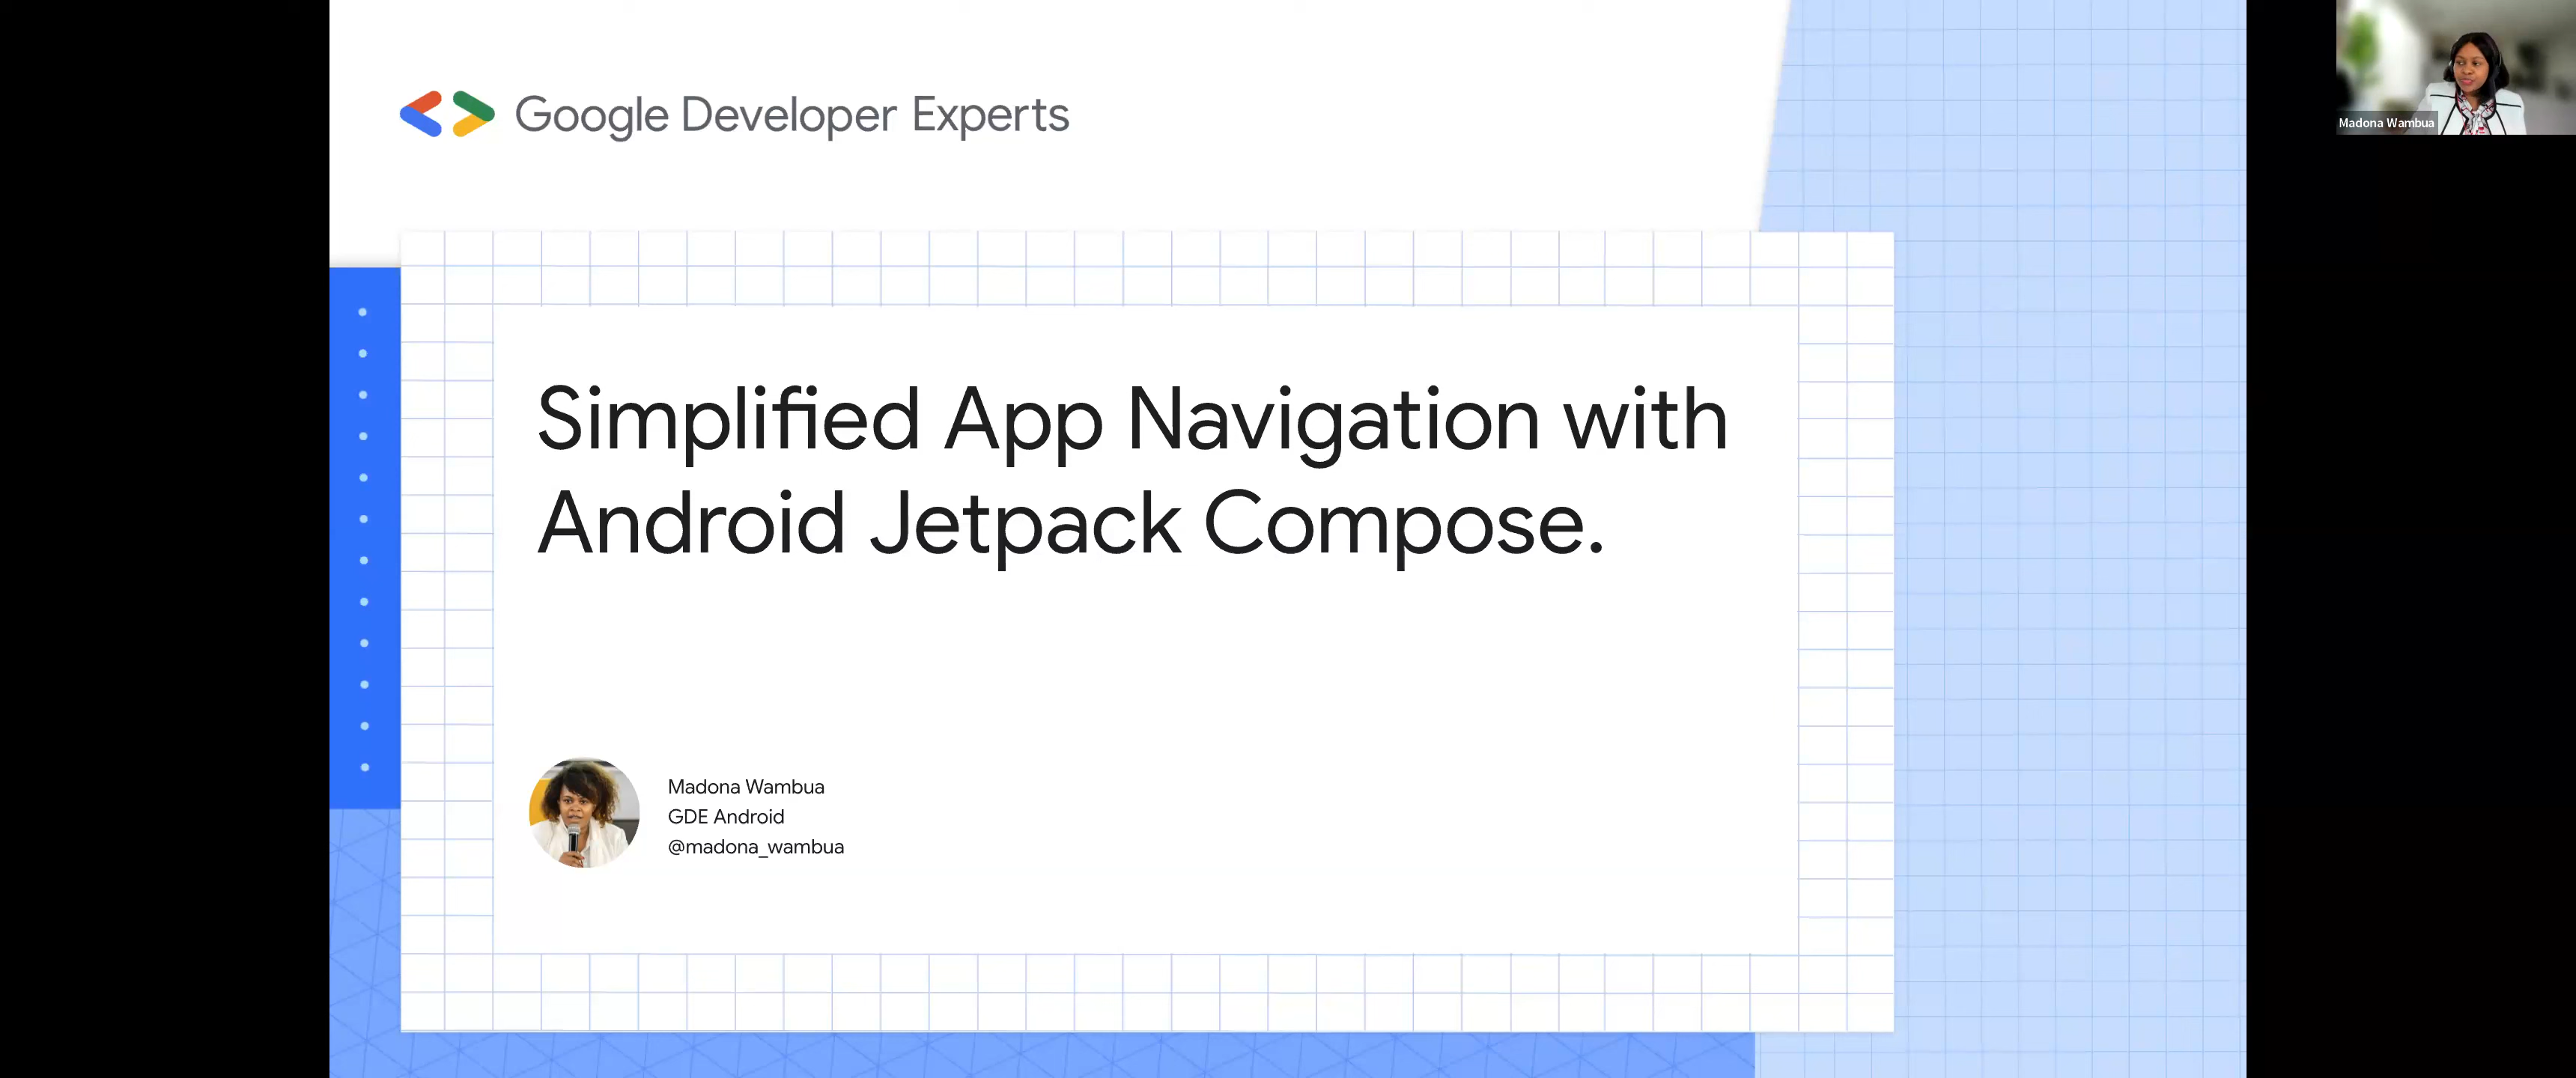 Google Developer Experts
Madona Wambua
Simplified App Navigation with
Android Jetpack Compose.
Madona Wambua
GDE Android
@madona_wambua